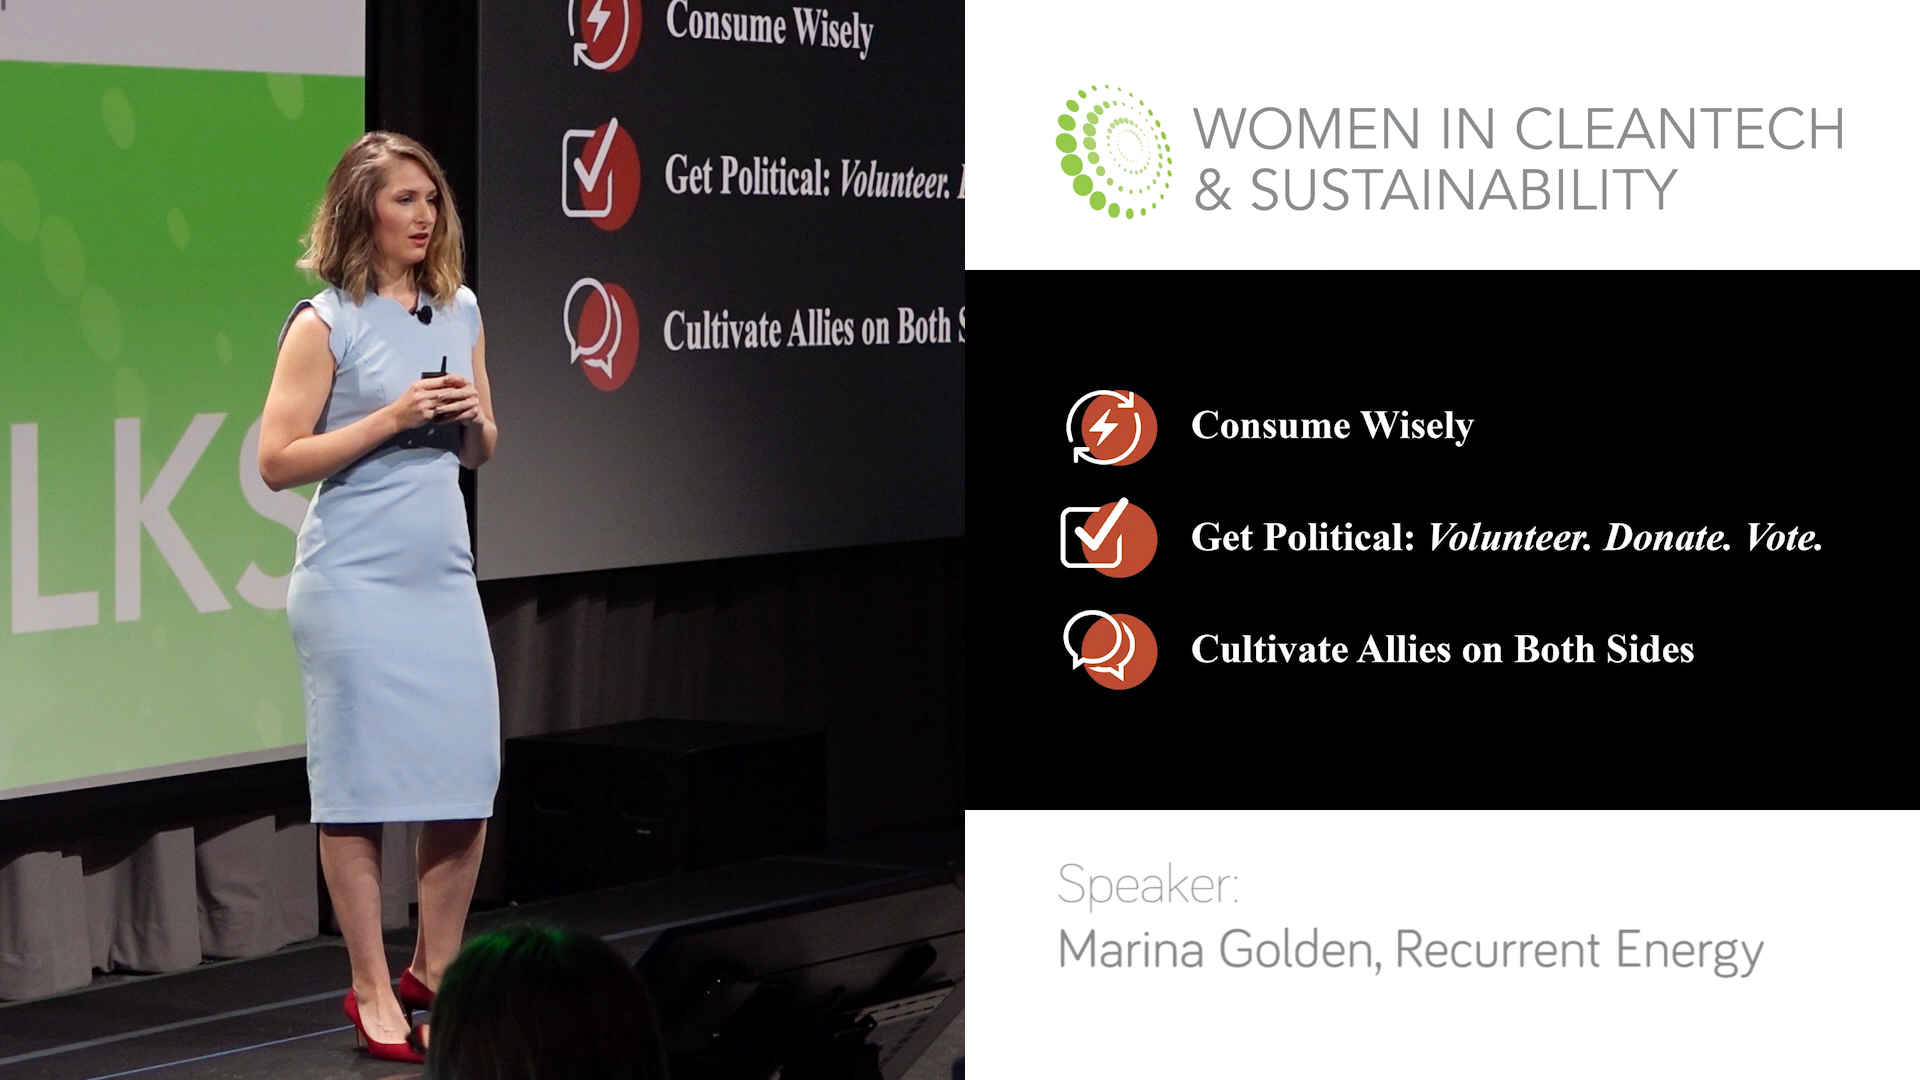 Consume Wisely
Get Political: Volunteer.
Cultivate Allies on Both
LKS
WOMEN IN CLEANTECH
& SUSTAINABILITY
Consume Wisely
Get Political: Volunteer. Donate. Vote.
Cultivate Allies on Both Sides
Speaker:
Marina Golden, Recurrent Energy